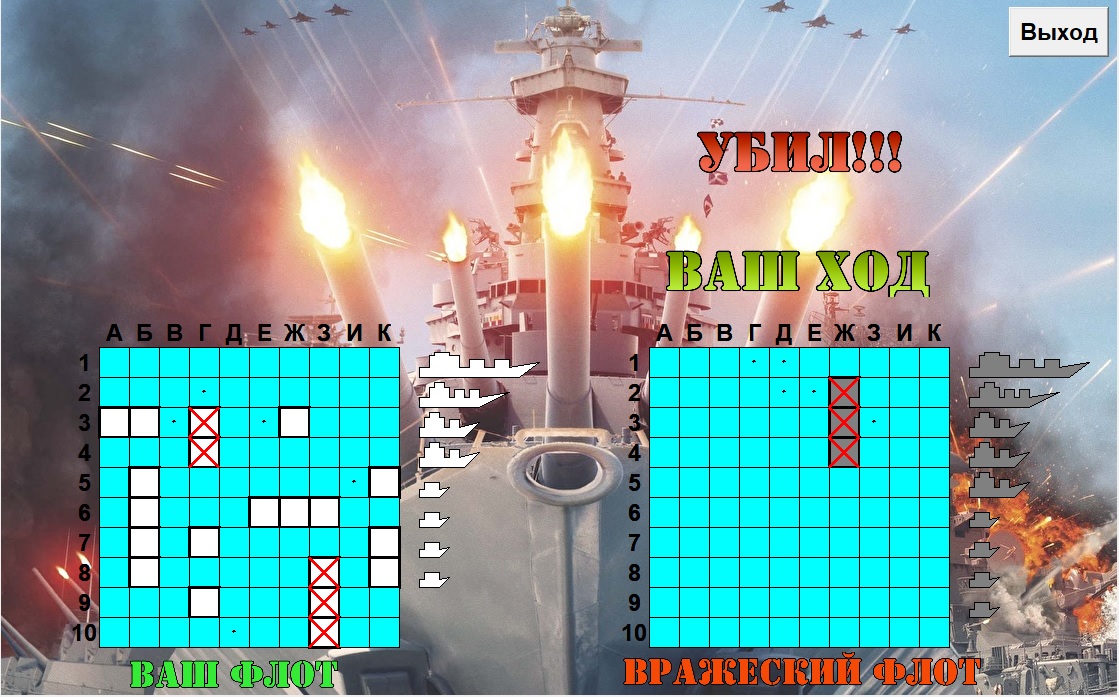 Выход
УБИЛ!!!
ВАШ ХОД
А Б В Г Д Е Ж З И К
1
2
3
4
5
6
7
8
9
10
А Б В Г Д Е Ж З И К
1
2
3
4
5
6
7
8
9
10
ВАШ ФЛОТ
ВРАЖЕСКИЙ ФЛОТ